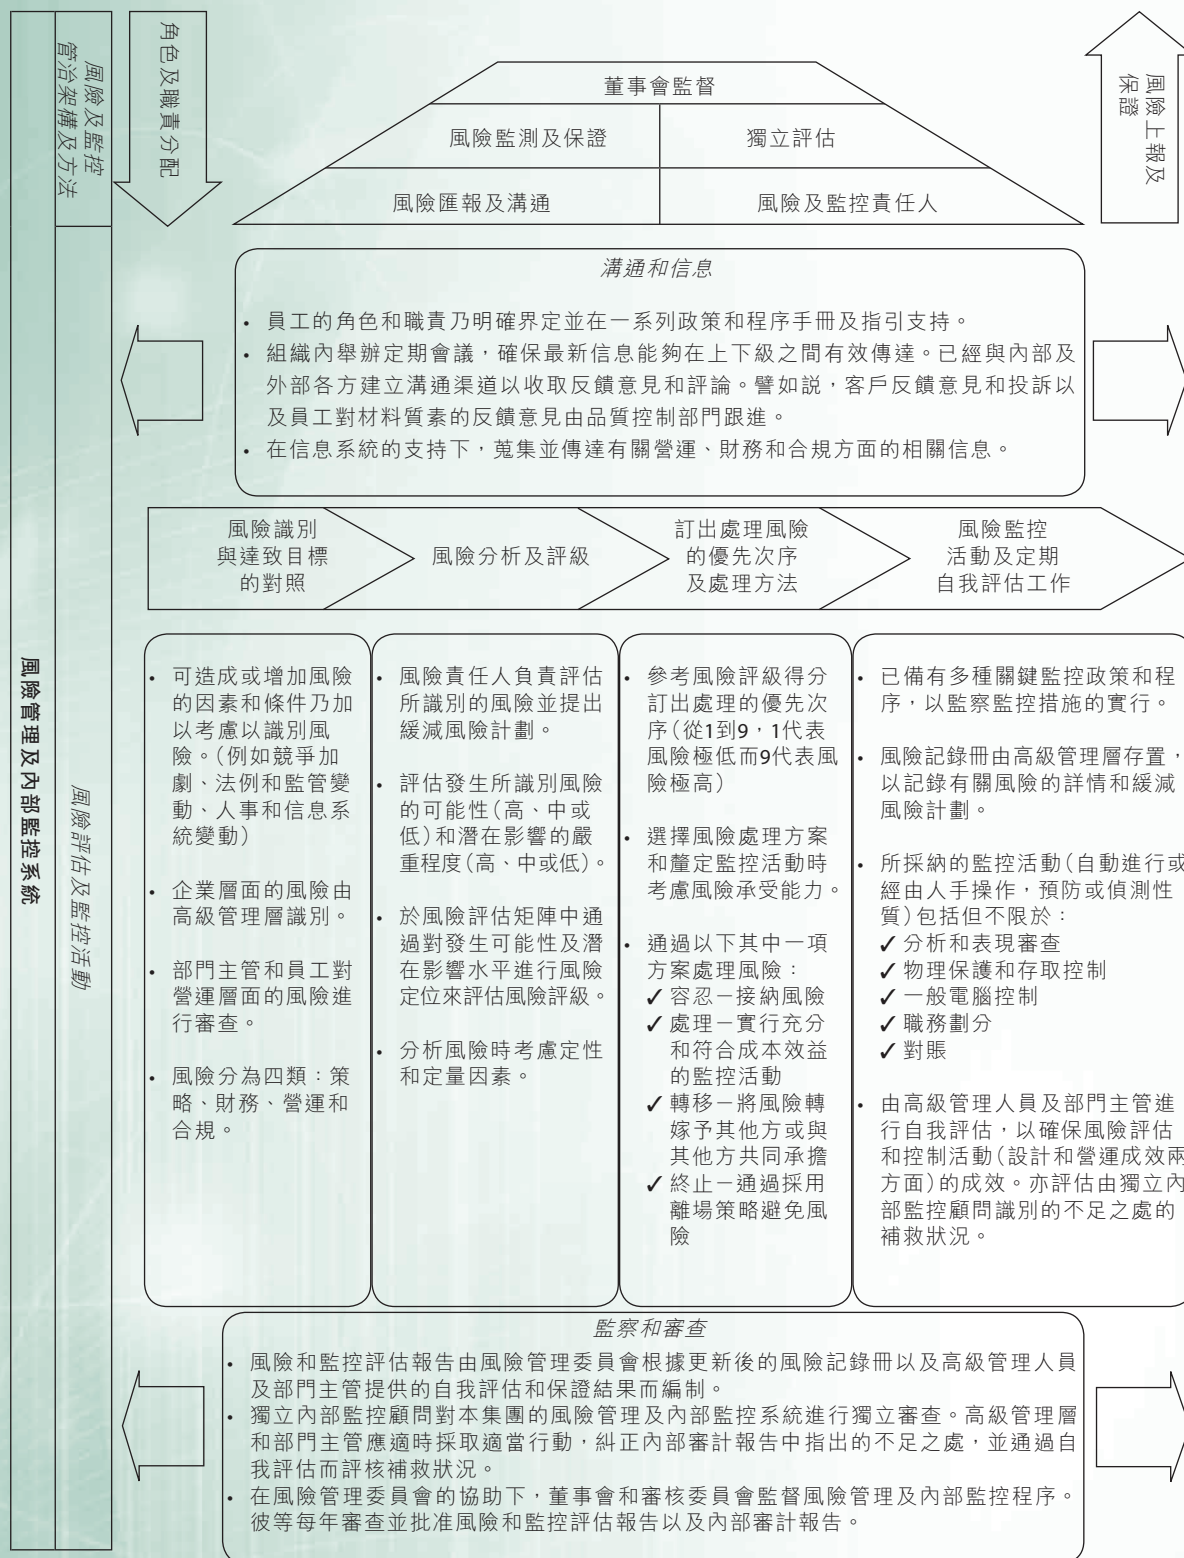 風險管理及內部監控系統
風險及監控
管治架構及方法
風險評估及監控活動
角色及職責分配
董事會監督
風險監測及保證
獨立評估
風險匯報及溝通
風險及監控責任人
風險上報及
保證
溝通和信息
• 員工的角色和職責乃明確界定並在一系列政策和程序手冊及指引支持。
• 組織內舉辦定期會議，確保最新信息能夠在上下級之間有效傳達。已經與內部及
外部各方建立溝通渠道以收取反饋意見和評論。譬如說，客戶反饋意見和投訴以
及員工對材料質素的反饋意見由品質控制部門跟進。
• 在信息系統的支持下，蒐集並傳達有關營運、財務和合規方面的相關信息。
風險識別
與達致目標
的對照
風險分析及評級
訂出處理風險
的優先次序
及處理方法
風險監控
活動及定期
自我評估工作
• 可造成或增加風險
的因素和條件乃加
以考慮以識別風
險。(例如競爭加
劇、法例和監管變
動、人事和信息系
統變動)
• 企業層面的風險由
高級管理層識別。
• 部門主管和員工對
營運層面的風險進
行審查。
• 風險分為四類：策
略、財務、營運和
合規。
• 風險責任人負責評估
所識別的風險並提出
緩減風險計劃。
• 評估發生所識別風險
的可能性(高、中或
低)和潛在影響的嚴
重程度(高、中或低)。
• 於風險評估矩陣中通
過對發生可能性及潛
在影響水平進行風險
定位來評估風險評級。
• 分析風險時考慮定性
和定量因素。
• 參考風險評級得分
訂出處理的優先次
序(從1到9，1代表
風險極低而9代表風
險極高)
• 選擇風險處理方案
和釐定監控活動時
考慮風險承受能力。
• 通過以下其中一項
方案處理風險：
✓ 容忍－接納風險
✓ 處理－實行充分
和符合成本效益
的監控活動
✓ 轉移－將風險轉
嫁予其他方或與
其他方共同承擔
✓ 終止－通過採用
離場策略避免風
險
• 已備有多種關鍵監控政策和程
序，以監察監控措施的實行。
• 風險記錄冊由高級管理層存置，
以記錄有關風險的詳情和緩減
風險計劃。
• 所採納的監控活動(自動進行或
經由人手操作，預防或偵測性
質)包括但不限於：
✓ 分析和表現審查
✓ 物理保護和存取控制
✓ 一般電腦控制
✓ 職務劃分
✓ 對賬
• 由高級管理人員及部門主管進
行自我評估，以確保風險評估
和控制活動(設計和營運成效兩
方面)的成效。亦評估由獨立內
部監控顧問識別的不足之處的
補救狀況。
監察和審查
• 風險和監控評估報告由風險管理委員會根據更新後的風險記錄冊以及高級管理人員
及部門主管提供的自我評估和保證結果而編制。
• 獨立內部監控顧問對本集團的風險管理及內部監控系統進行獨立審查。高級管理層
和部門主管應適時採取適當行動，糾正內部審計報告中指出的不足之處，並通過自
我評估而評核補救狀況。
• 在風險管理委員會的協助下，董事會和審核委員會監督風險管理及內部監控程序。
彼等每年審查並批准風險和監控評估報告以及內部審計報告。